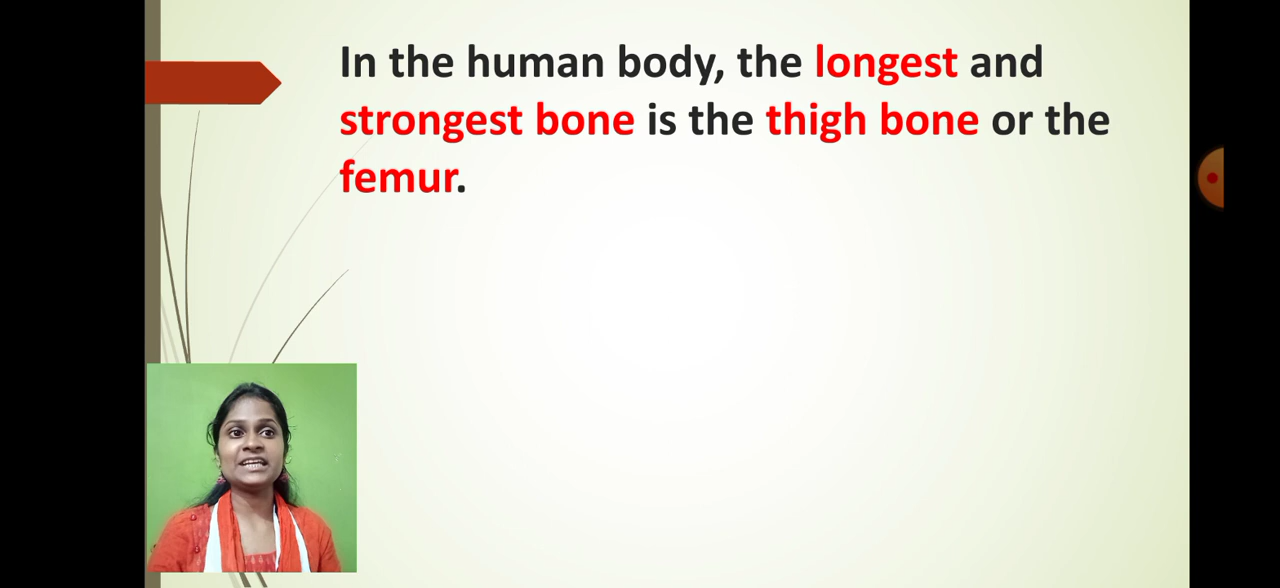 In the human body, the longest and
strongest bone is the thigh bone or the
femur.